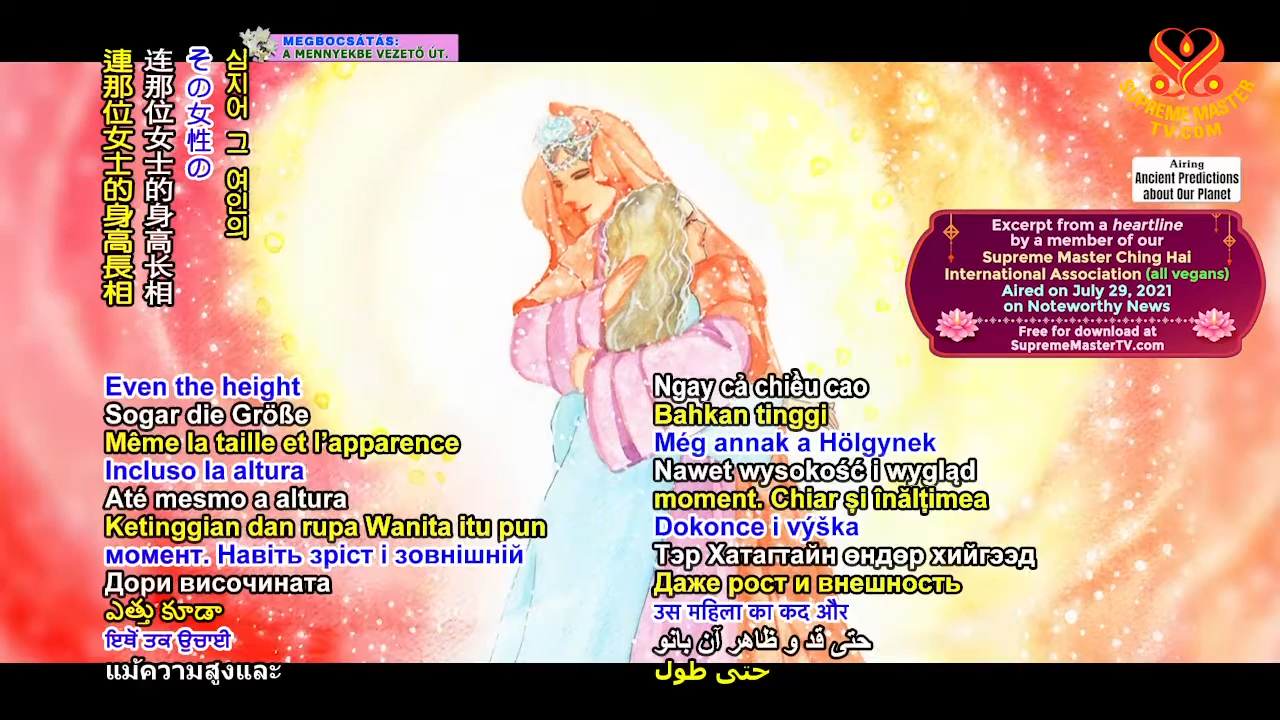 MEGBOCSÁTÁS:
A MENNYEKBE VEZETŐ ÚT.
SUPREME MASTER
TV.COM
Airing
Ancient Predictions
about Our Planet
Excerpt from a heartline
by a member of our
Supreme Master Ching Hai
International Association (all vegans)
Aired on July 29, 2021
on Noteworthy News
Free for download at
SupremeMasterTV.com
심지어 그 여인의
その女性の
连那位女士的身高长相
連那位女士的身高長相
Even the height
Sogar die Größe
Même la taille et l’apparence
Incluso la altura
Até mesmo a altura
Ketinggian dan rupa Wanita itu pun
момент. Навіть зріст і зовнішній
Дори височината
ఎత్తు కూడా
ਇਥੋਂ ਤਕ ਉਚਾਈ
แม้ความสูงและ
Ngay cả chiều cao
Bahkan tinggi
Még annak a Hölgynek
Nawet wysokość i wygląd
moment. Chiar și înălțimea
Dokonce i výška
Тэр Хатагтайн өндөр хийгээд
Даже рост и внешность
उस महिला का कद और
حتی قد و ظاهر آن بانو
حتى طول